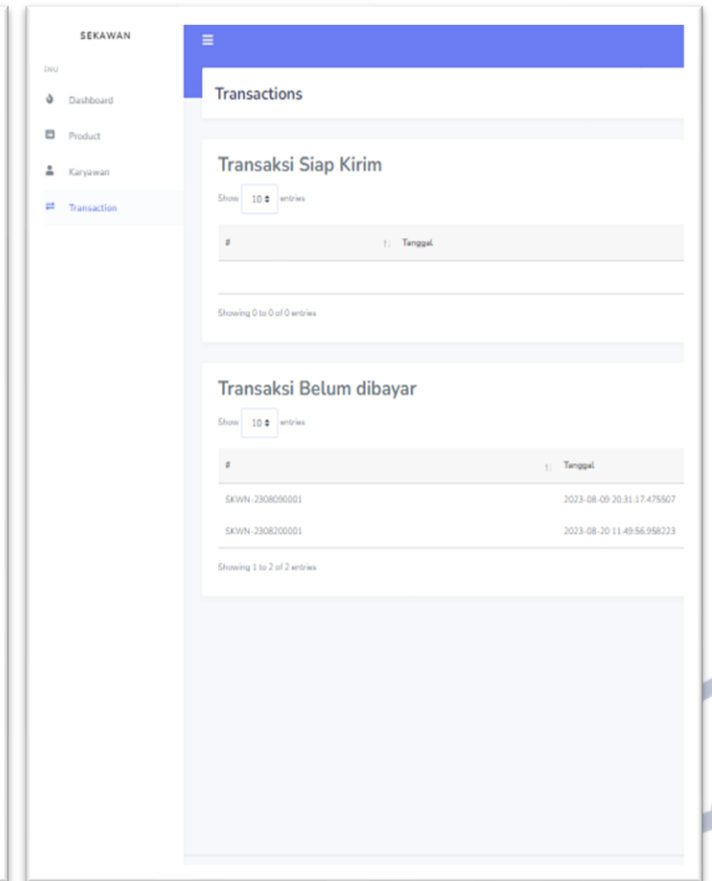 SEKAWAN
ENU
Dashboard
Product
Karyawan
Transaction
Transactions
Transaksi Siap Kirim
Show 10 entries
# Tanggal
Showing 0 to 0 of 0 entries
Transaksi Belum dibayar
Show 10 entries
# Tanggal
SKWN-2308090001 2023-08-09 20:31:17.475507
SKWN-2308200001 2023-08-20 11:49:56.958223
Showing 1 to 2 of 2 entries